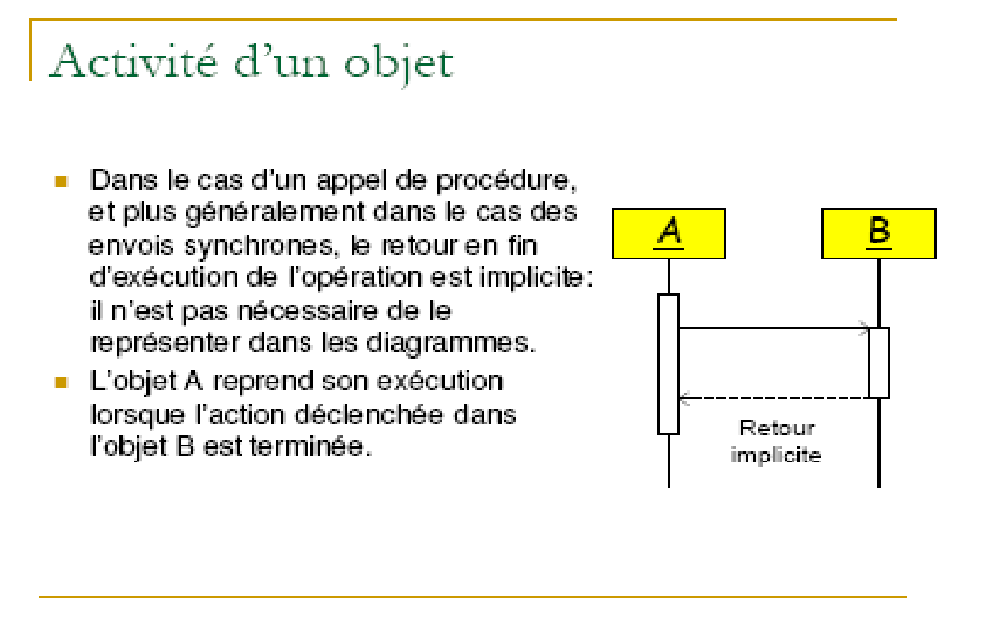 Activité d'un objet
Dans le cas d'un appel de procédure,
et plus généralement dans le cas des
envois synchrones, le retour en fin
d'exécution de l'opération est implicite:
il n'est pas nécessaire de le
représenter dans les diagrammes.
L'objet A reprend son exécution
lorsque l'action déclenchée dans
l'objet B est terminée.
A
B
Retour
implicite